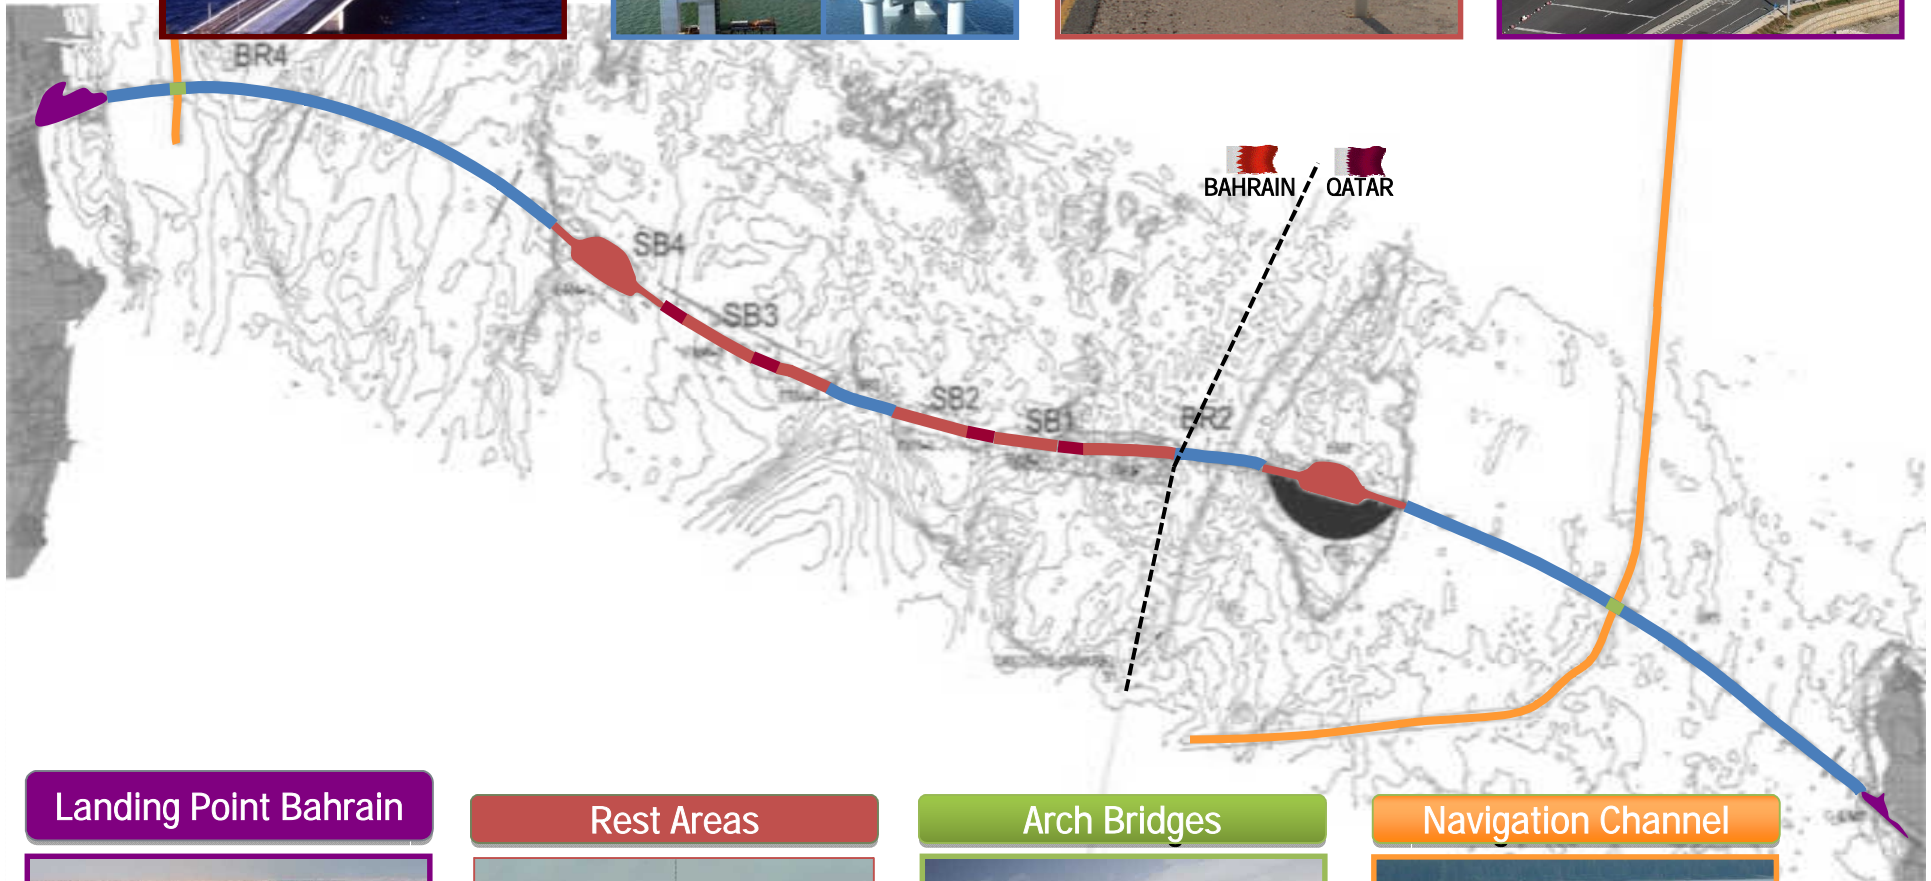 BR4
BAHRAIN QATAR
SB4
SB3
SB2
SB1
BR2
Landing Point Bahrain
Rest Areas
Arch Bridges
Navigation Channel